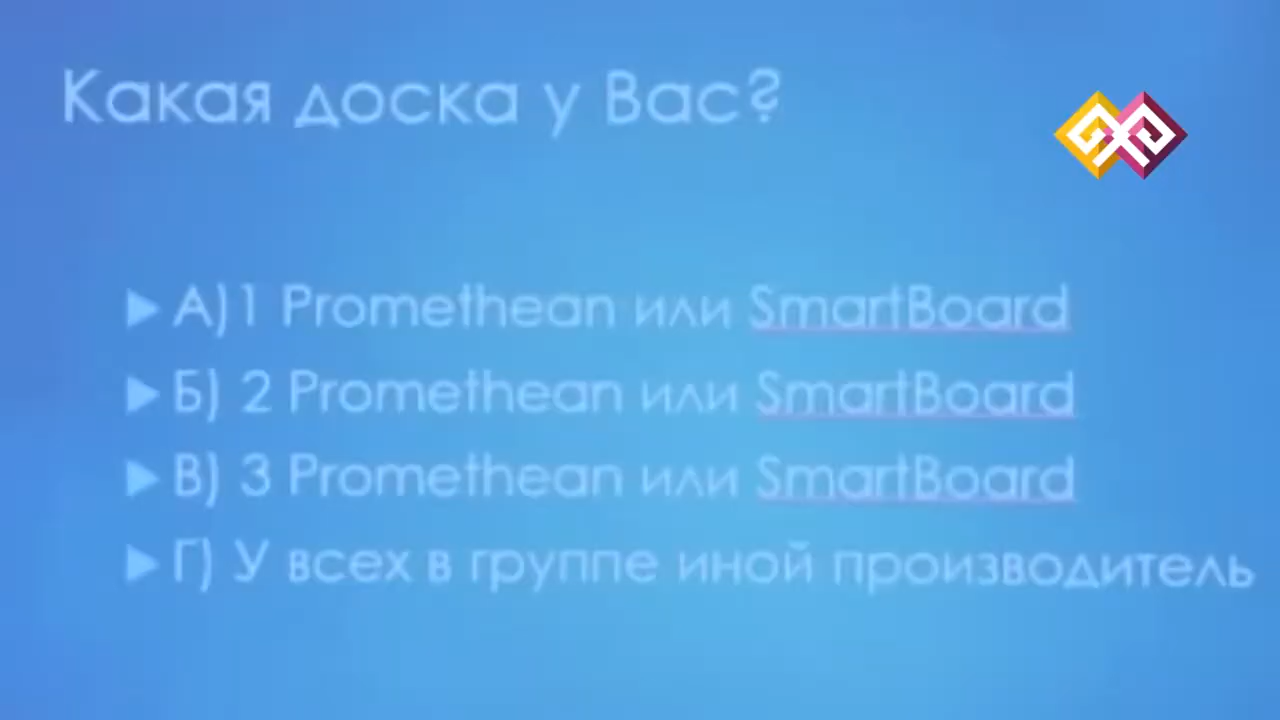 Какая доска у Вас?
А)1 Promethean или SmartBoard
Б) 2 Promethean или SmartBoard
В) 3 Promethean или SmartBoard
Г) У всех в группе иной производитель